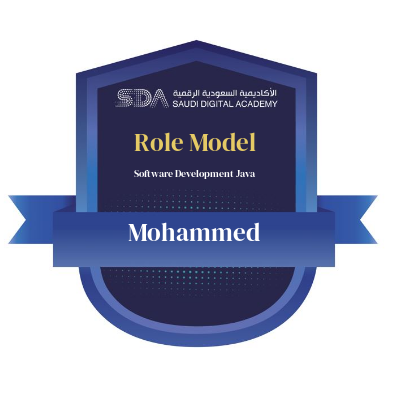 SDA
الأكاديمية السعودية الرقمية
SAUDI DIGITAL ACADEMY
Role Model
Software Development Java
Mohammed